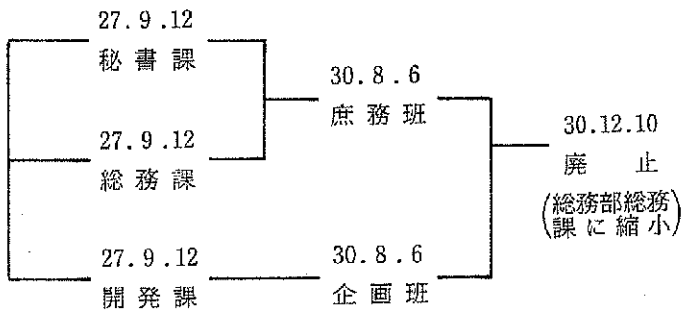 27.9.12
秘書課
27.9.12
総務課
27.9.12
開発課
30.8.6
庶務班
30.8.6
企画班
30.12.10
廃止
(総務部総務
課に縮小)